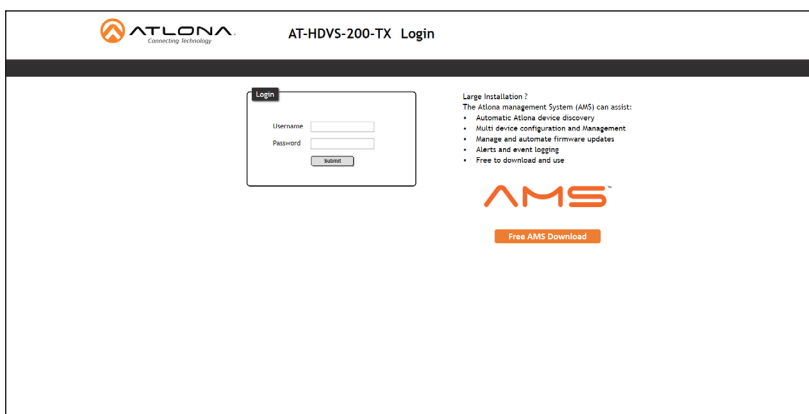 ATLONA.
Connecting Technology
AT-HDVS-200-TX Login
Login
Username
Password
Submit
Large Installation ?
The Atlona management System (AMS) can assist:
• Automatic Atlona device discovery
• Multi device configuration and Management
• Manage and automate firmware updates
• Alerts and event logging
• Free to download and use
AMS™
Free AMS Download